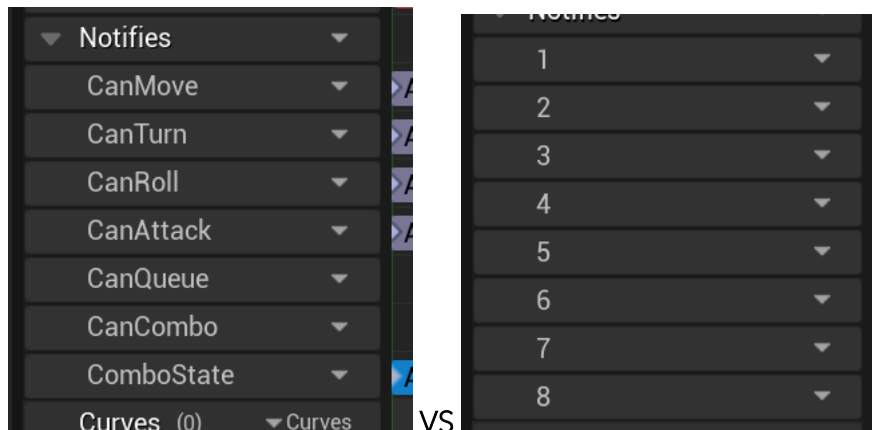 Notifies
CanMove
A
CanTurn
A
CanRoll
A
CanAttack
A
CanQueue
CanCombo
ComboState
A
Curves (0) Curves
VS
Notifies
1
2
3
4
5
6
7
8